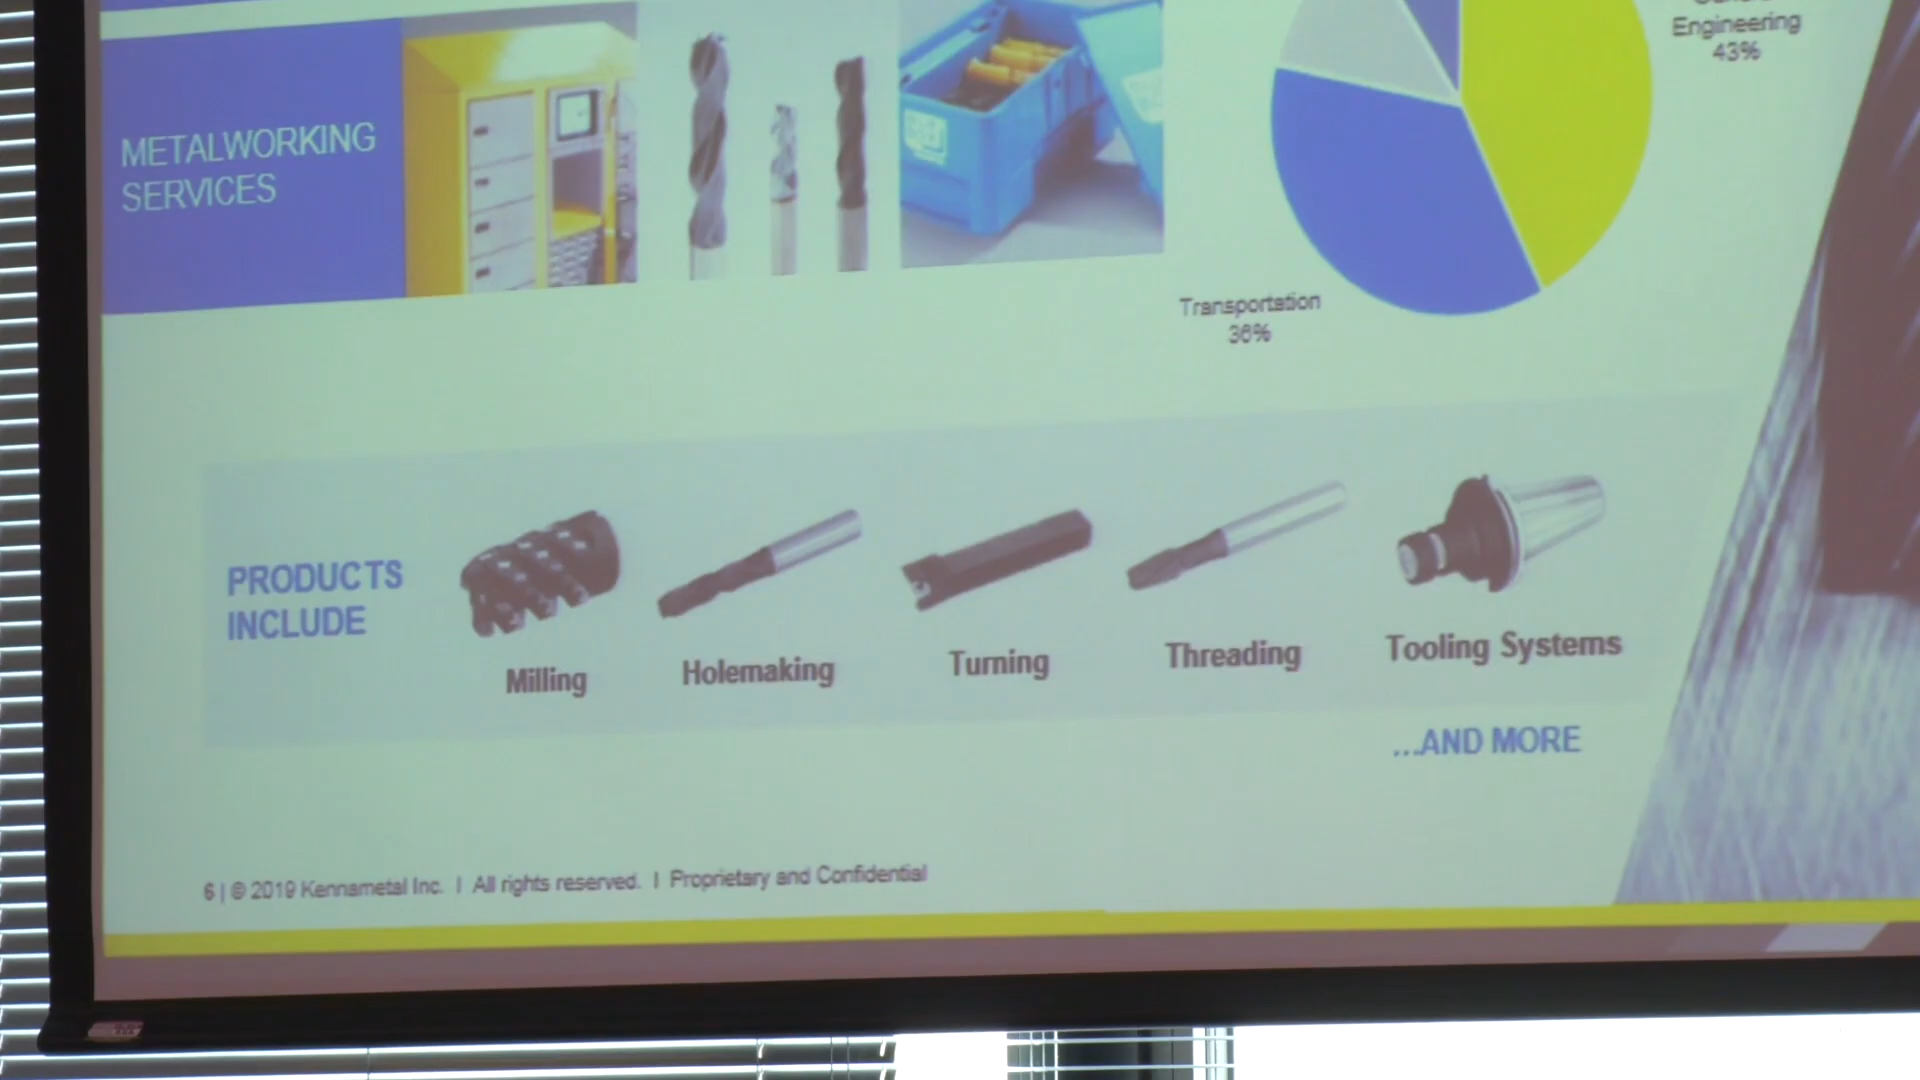 Engineering
43%
METALWORKING
SERVICES
Transportation
36%
PRODUCTS
INCLUDE
Milling
Holemaking
Turning
Threading
Tooling Systems
...AND MORE
6 | © 2019 Kennametal Inc. | All rights reserved. | Proprietary and Confidential